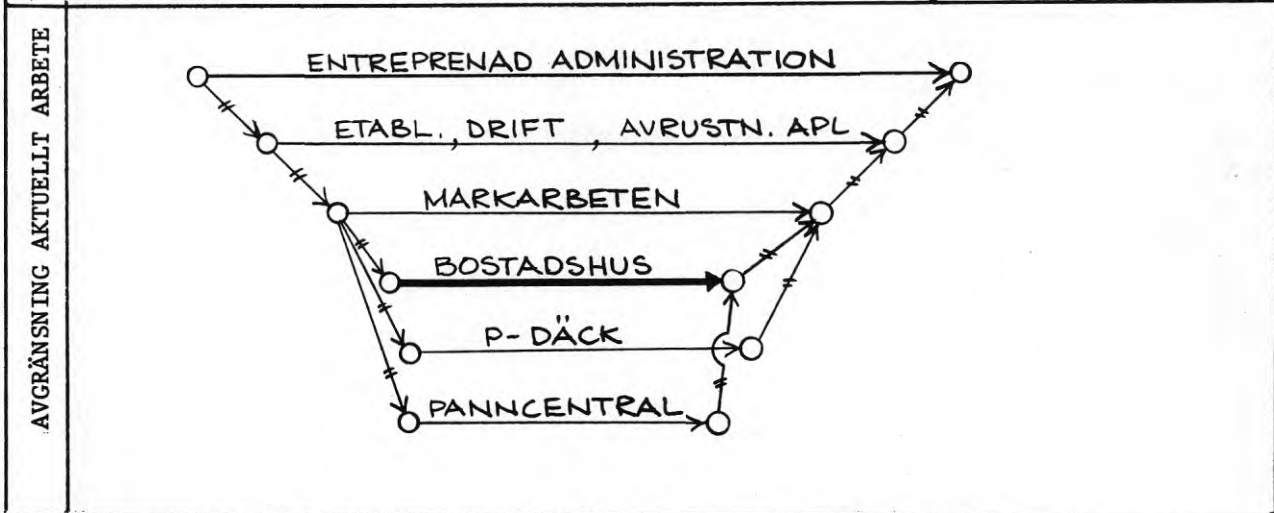 AVGRÄNSNING AKTUELLT ARBETE
ENTREPRENAD ADMINISTRATION
ETABL., DRIFT , AVRUSTN. APL
MARKARBETEN
BOSTADSHUS
P-DÄCK
PANNCENTRAL